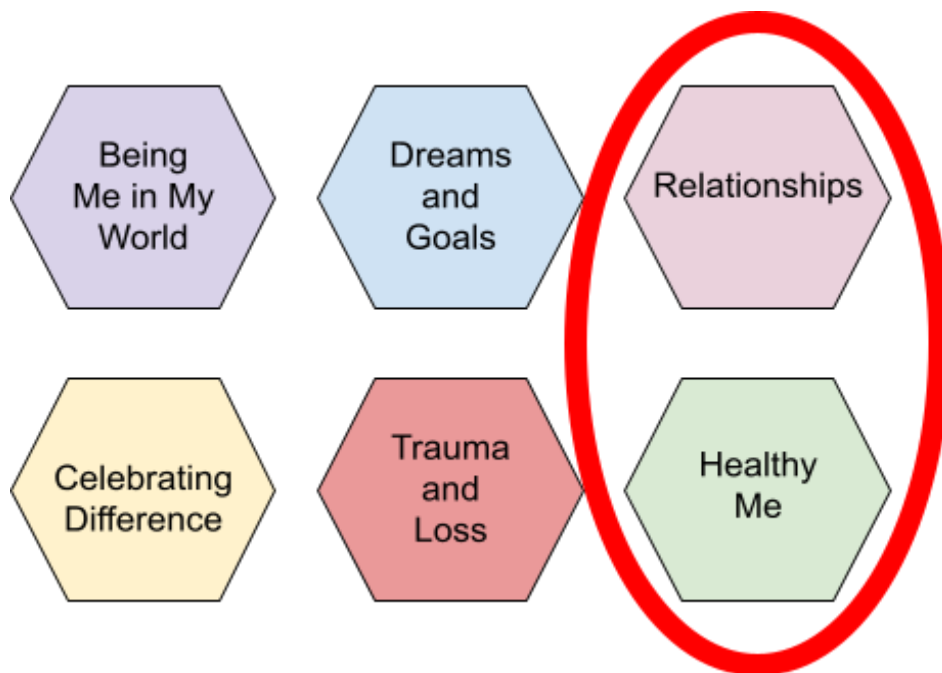 Being
Me in My
World
Dreams
and
Goals
Relationships
Celebrating
Difference
Trauma
and
Loss
Healthy
Me